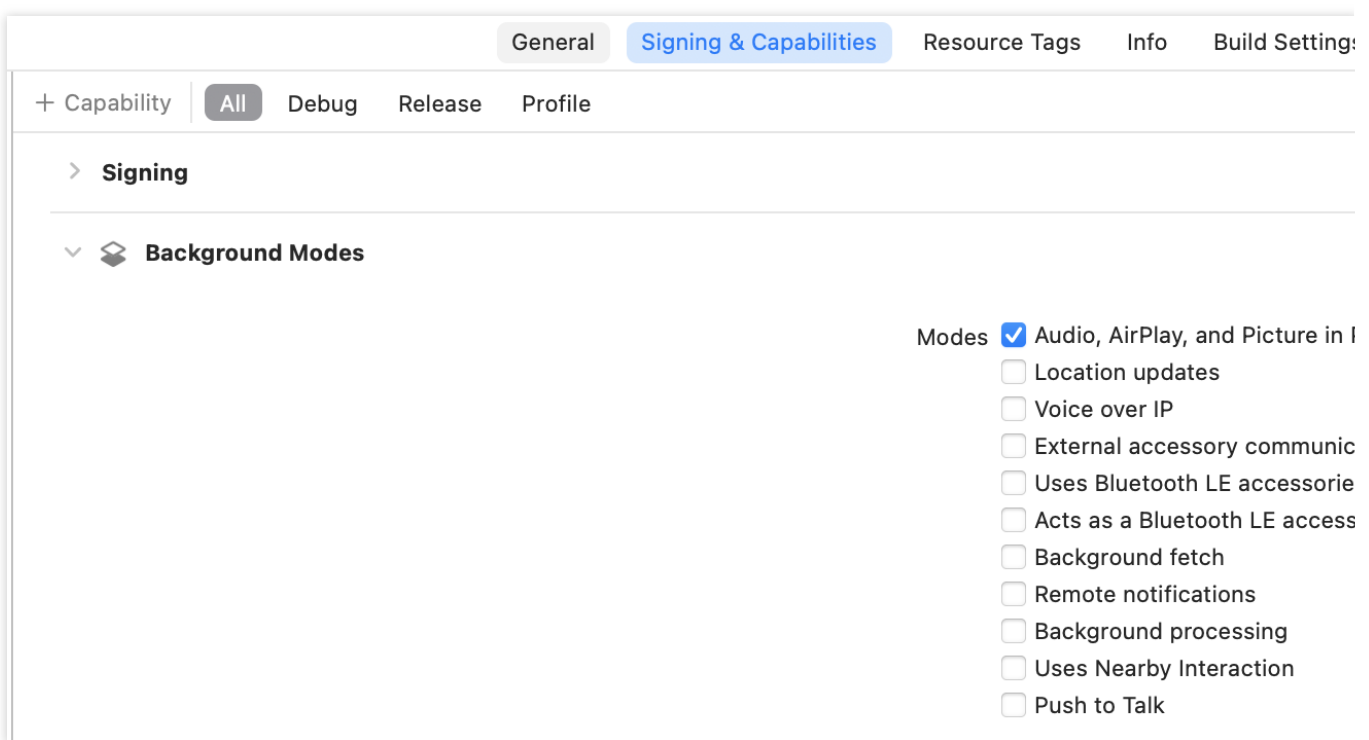 General Signing & Capabilities Resource Tags Info Build Settings
+ Capability All Debug Release Profile
Signing
Background Modes
Modes Audio, AirPlay, and Picture in
Location updates
Voice over IP
External accessory communic
Uses Bluetooth LE accessorie
Acts as a Bluetooth LE access
Background fetch
Remote notifications
Background processing
Uses Nearby Interaction
Push to Talk